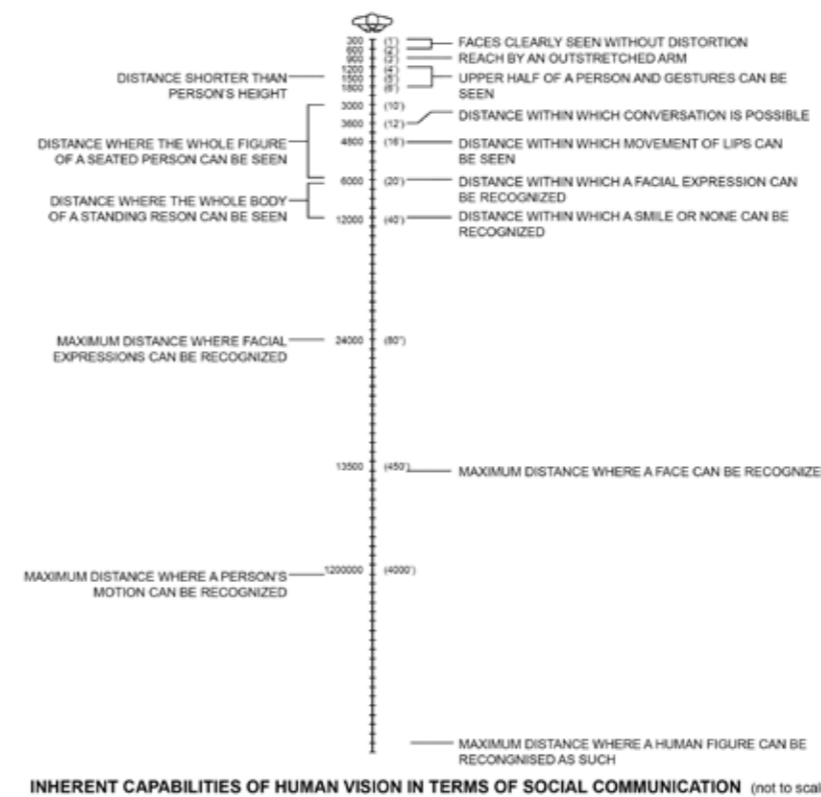 300 (1')
600 (2')
900 (3')
1200 (4')
1500 (5')
1800 (6')
3000 (10')
3600 (12')
4800 (16')
6000 (20')
12000 (40')
24000 (80')
13500 (450')
1200000 (4000')
DISTANCE SHORTER THAN
PERSON'S HEIGHT
DISTANCE WHERE THE WHOLE FIGURE
OF A SEATED PERSON CAN BE SEEN
DISTANCE WHERE THE WHOLE BODY
OF A STANDING RESON CAN BE SEEN
MAXIMUM DISTANCE WHERE FACIAL
EXPRESSIONS CAN BE RECOGNIZED
MAXIMUM DISTANCE WHERE A PERSON'S
MOTION CAN BE RECOGNIZED
FACES CLEARLY SEEN WITHOUT DISTORTION
REACH BY AN OUTSTRETCHED ARM
UPPER HALF OF A PERSON AND GESTURES CAN BE
SEEN
DISTANCE WITHIN WHICH CONVERSATION IS POSSIBLE
DISTANCE WITHIN WHICH MOVEMENT OF LIPS CAN
BE SEEN
DISTANCE WITHIN WHICH A FACIAL EXPRESSION CAN
BE RECOGNIZED
DISTANCE WITHIN WHICH A SMILE OR NONE CAN BE
RECOGNIZED
MAXIMUM DISTANCE WHERE A FACE CAN BE RECOGNIZE
MAXIMUM DISTANCE WHERE A HUMAN FIGURE CAN BE
RECONGNISED AS SUCH
INHERENT CAPABILITIES OF HUMAN VISION IN TERMS OF SOCIAL COMMUNICATION (not to scal